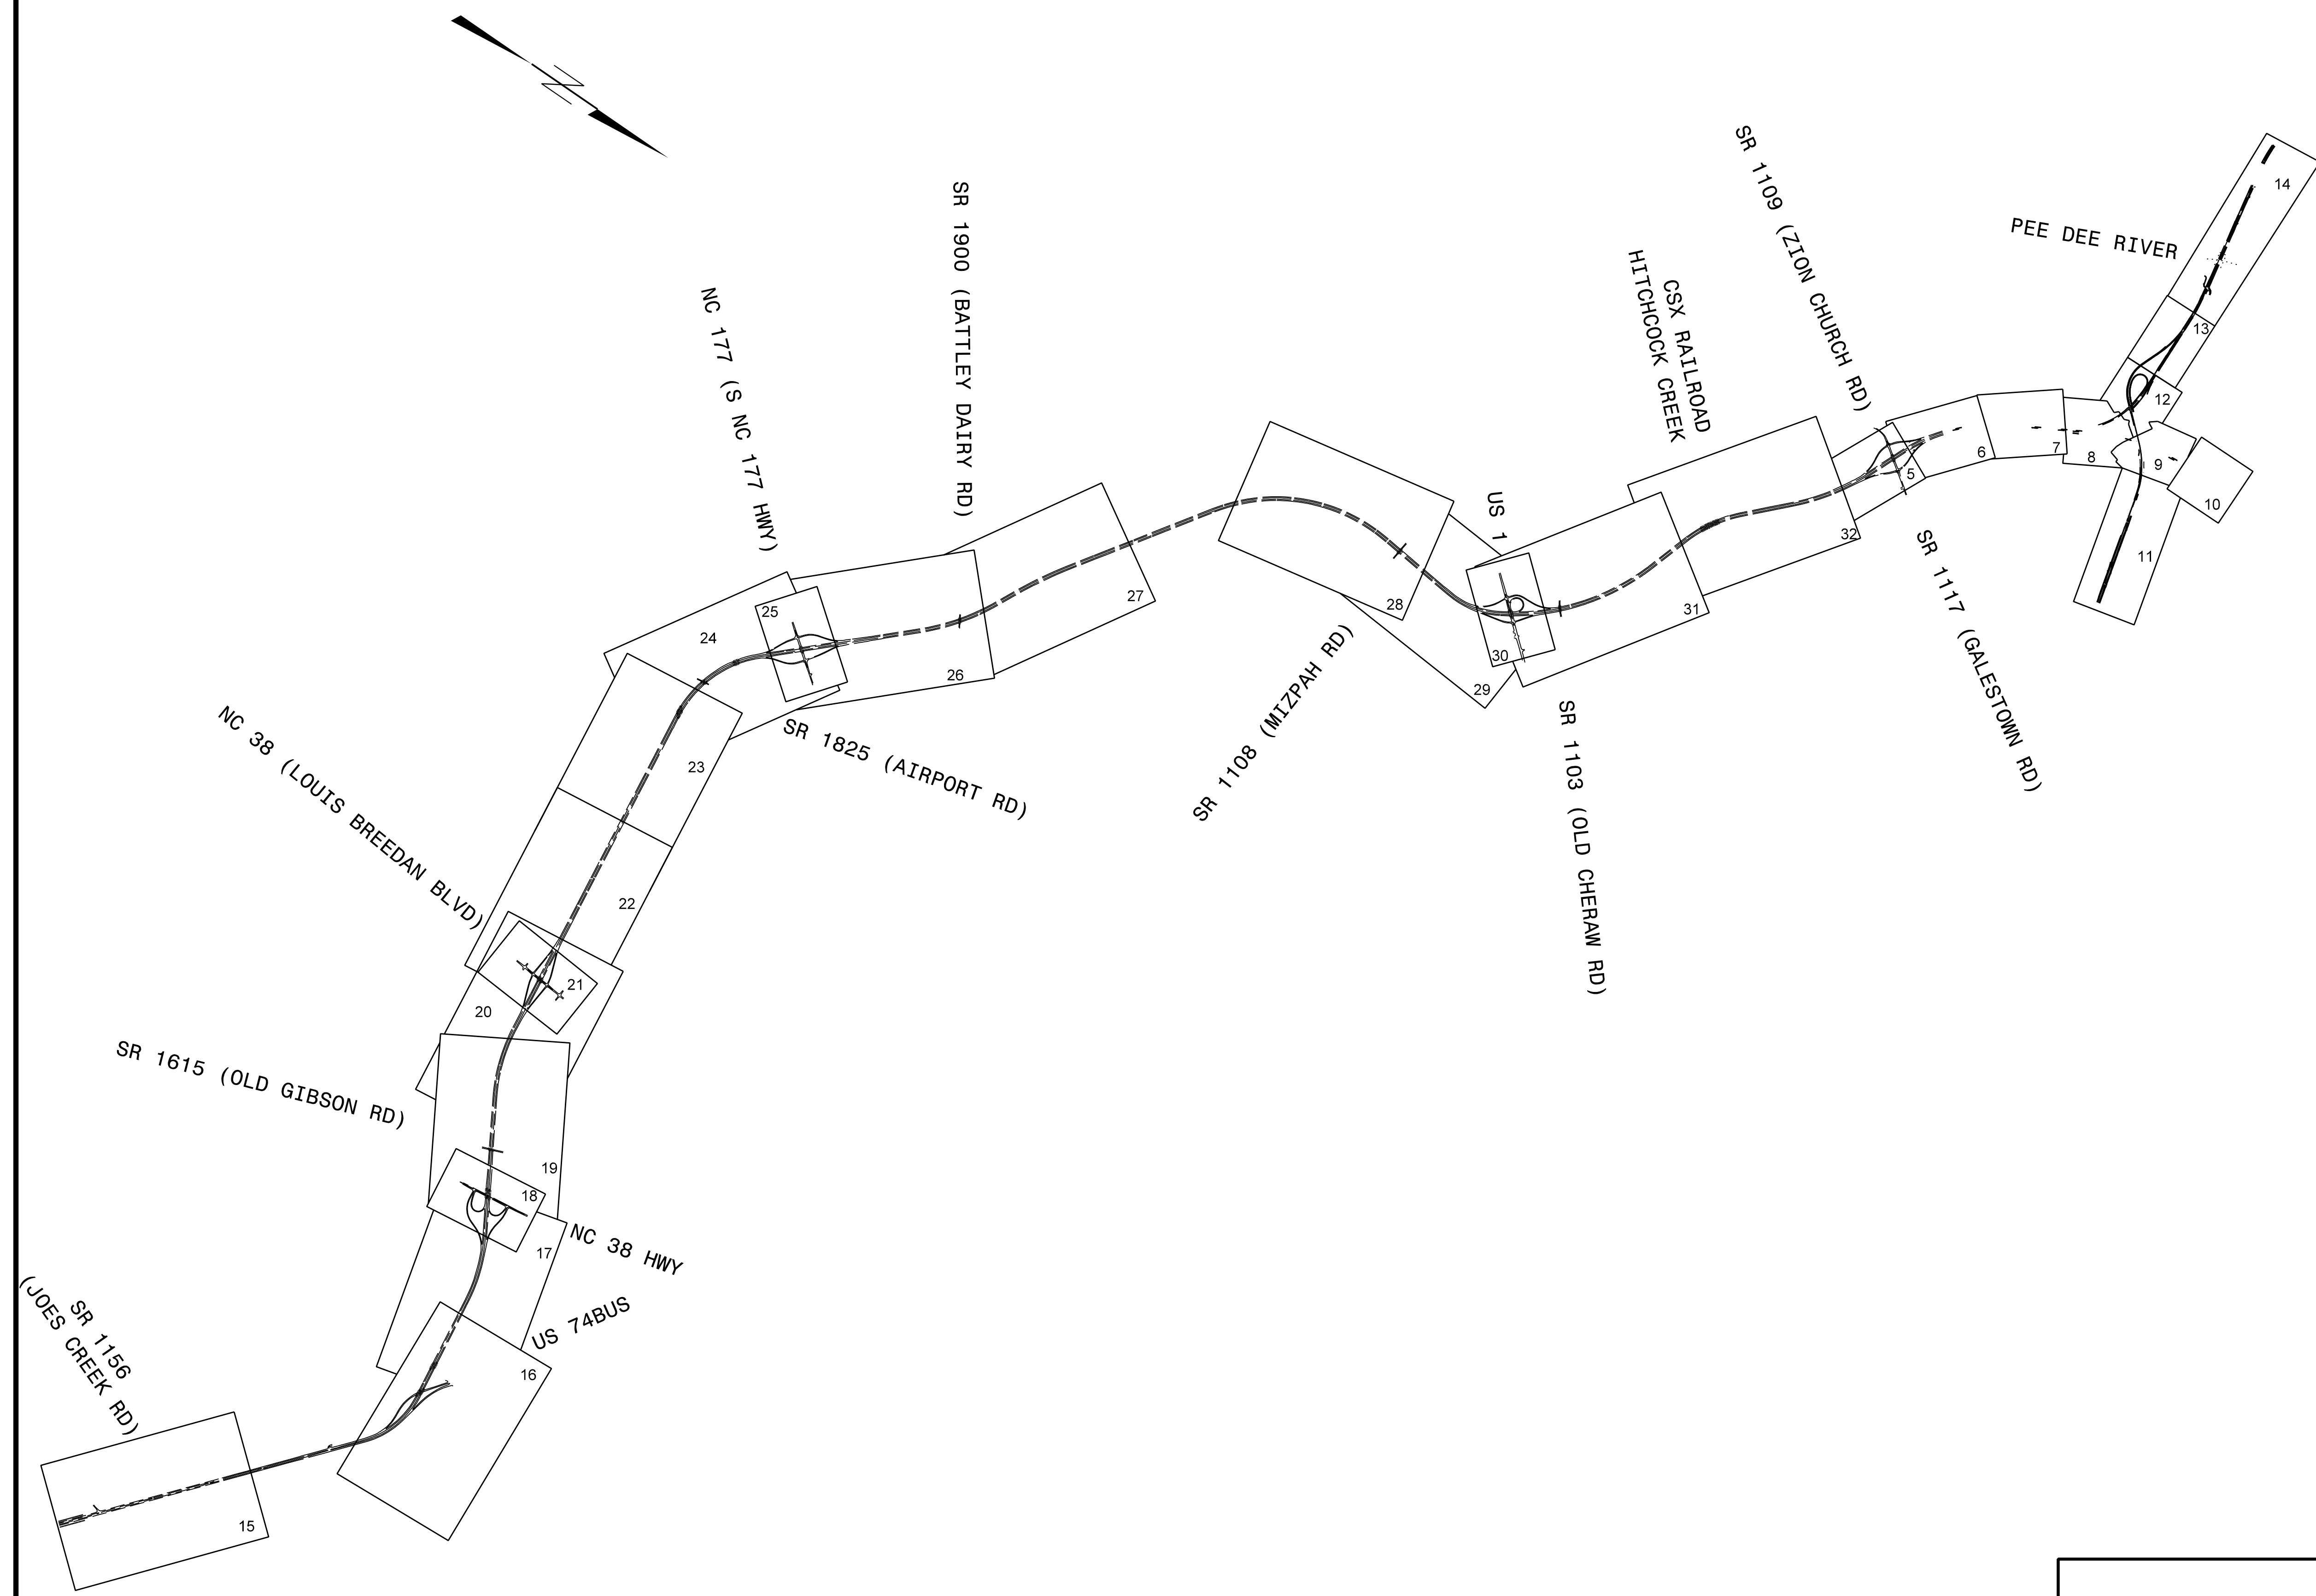 14
PEE DEE RIVER
13
12
SR 1109 (ZION CHURCH RD)
CSX RAILROAD
HITCHCOCK CREEK
SR 1900 (BATTLEY DAIRY RD)
NC 177 (S NC 177 HWY)
US 1
5
6
7
8
9
10
11
32
31
SR 1117 (GALESTOWN RD)
30
29
28
27
26
25
24
SR 1108 (MIZPAH RD)
SR 1103 (OLD CHERAW RD)
SR 1825 (AIRPORT RD)
NC 38 (LOUIS BREEDAN BLVD)
23
22
21
20
SR 1615 (OLD GIBSON RD)
19
18
17
NC 38 HWY
US 74BUS
16
SR 1156
(JOES CREEK RD)
15